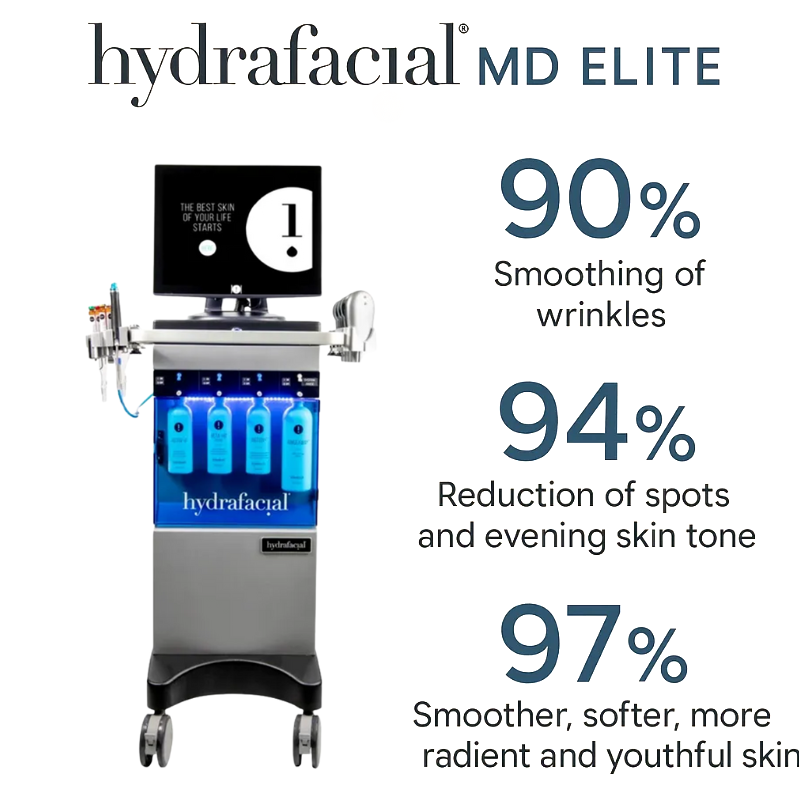 hydrafacial® MD ELITE
THE BEST SKIN
OF YOUR LIFE
STARTS
1
90%
Smoothing of
wrinkles
94%
Reduction of spots
and evening skin tone
hydrafacial
hydrafacial
97%
Smoother, softer, more
radient and youthful skin